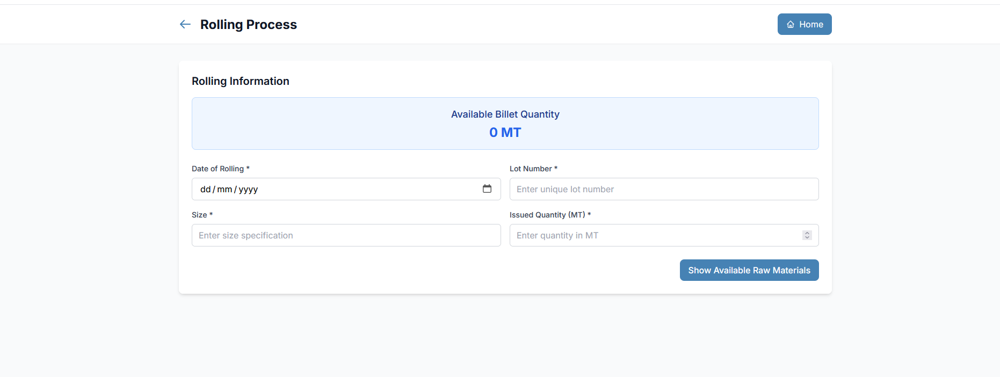 Rolling Process
Home
Rolling Information
Available Billet Quantity
0 MT
Date of Rolling *
Lot Number *
dd/mm/yyyy
Enter unique lot number
Size *
Issued Quantity (MT) *
Enter size specification
Enter quantity in MT
Show Available Raw Materials